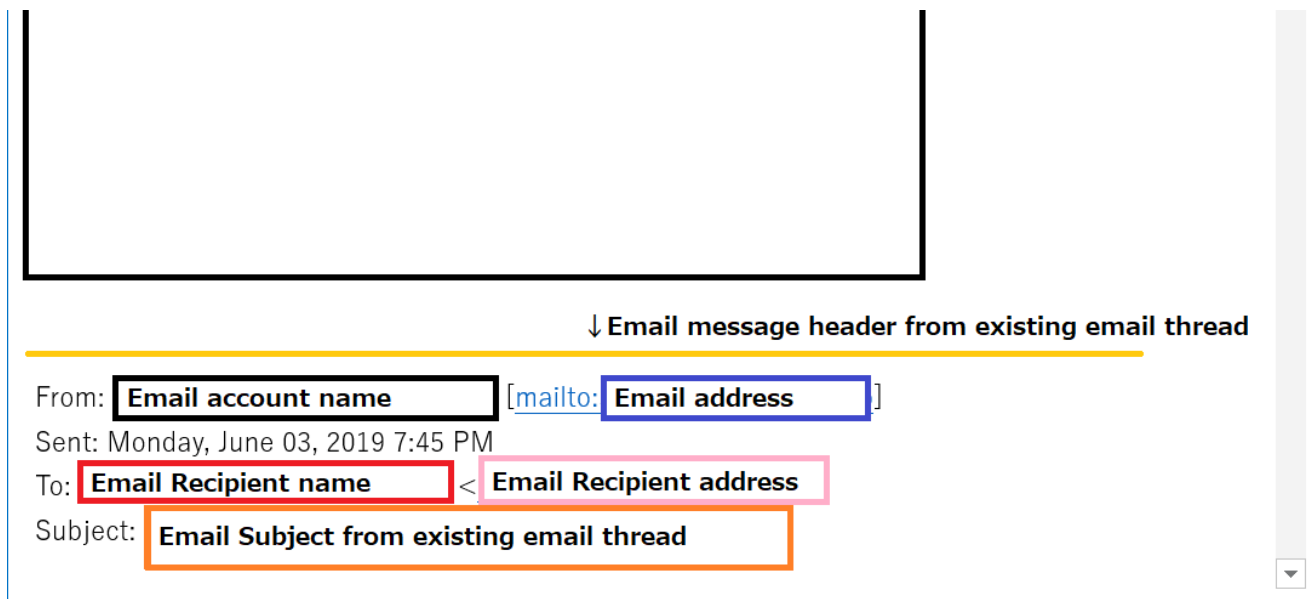 ↓Email message header from existing email thread
From: Email account name [mailto: Email address ]
Sent: Monday, June 03, 2019 7:45 PM
To: Email Recipient name < Email Recipient address
Subject: Email Subject from existing email thread